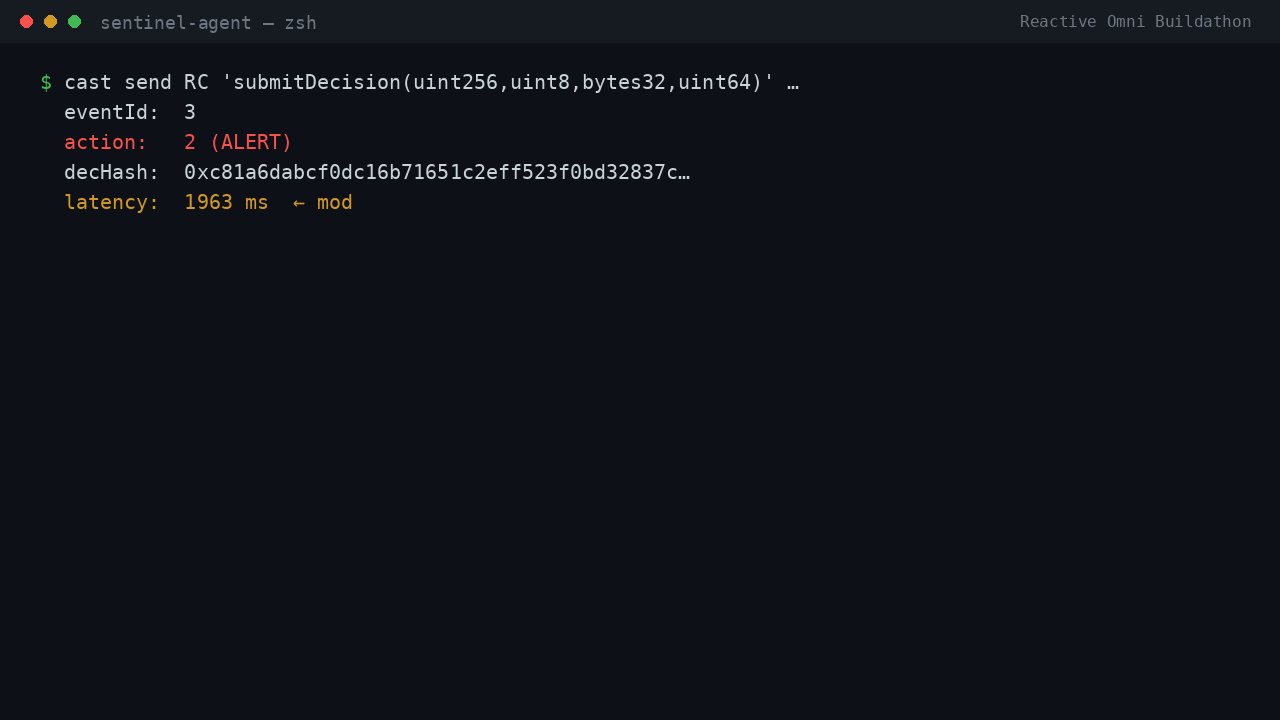 sentinel-agent — zsh
Reactive Omni Buildathon
$ cast send RC 'submitDecision(uint256,uint8,bytes32,uint64)' …
eventId: 3
action: 2 (ALERT)
decHash: 0xc81a6dabcf0dc16b71651c2eff523f0bd32837c…
latency: 1963 ms ← mod